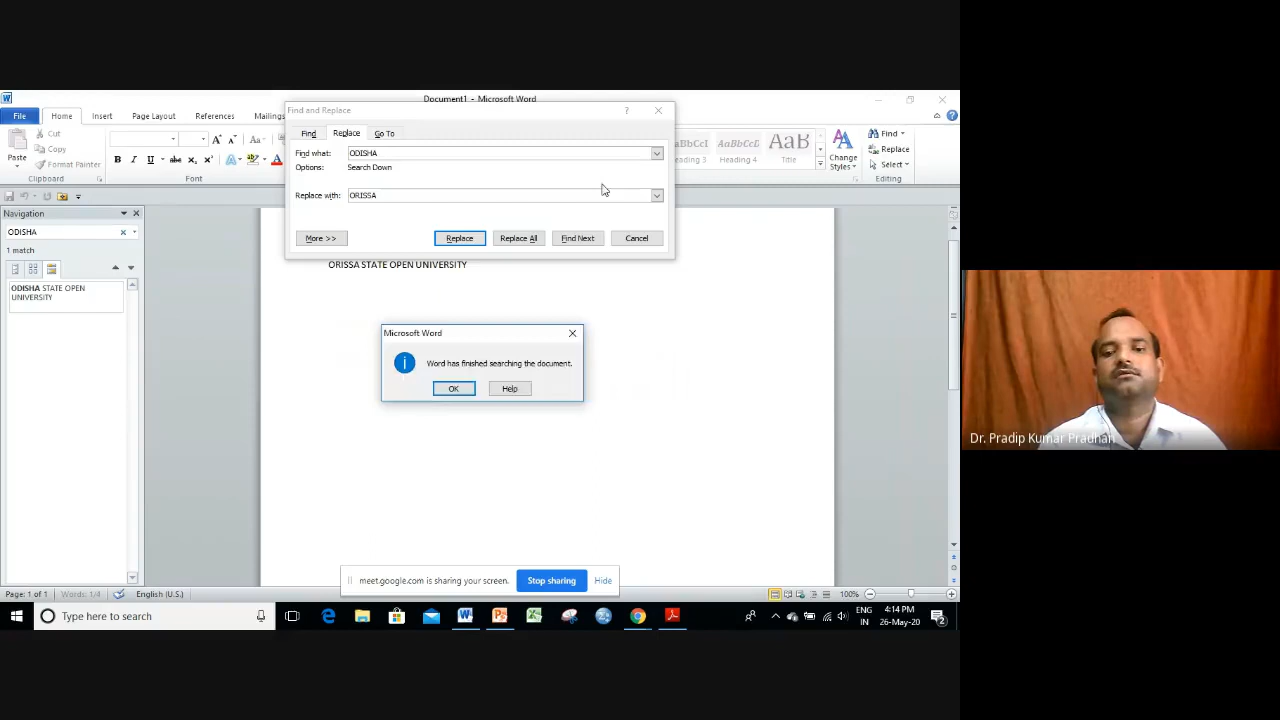 Document1 - Microsoft Word
File Home Insert Page Layout References Mailings
Find and Replace
Find Replace Go To
Find what: ODISHA
Options: Search Down
Replace with: ORISSA
More >> Replace Replace All Find Next Cancel
Paste
Cut
Copy
Format Painter
Clipboard
Font
AaBbCcD AaB
Heading 3 Heading 4 Title
Change Styles
Find
Replace
Select
Editing
Navigation
ODISHA
1 match
ODISHA STATE OPEN
UNIVERSITY
ORISSA STATE OPEN UNIVERSITY
Microsoft Word
Word has finished searching the document.
OK Help
meet.google.com is sharing your screen. Stop sharing Hide
Page: 1 of 1 Words: 1/4 English (U.S.) 100%
Type here to search
ENG
IN
4:14 PM
26-May-20
2
Dr. Pradip Kumar Pradhan